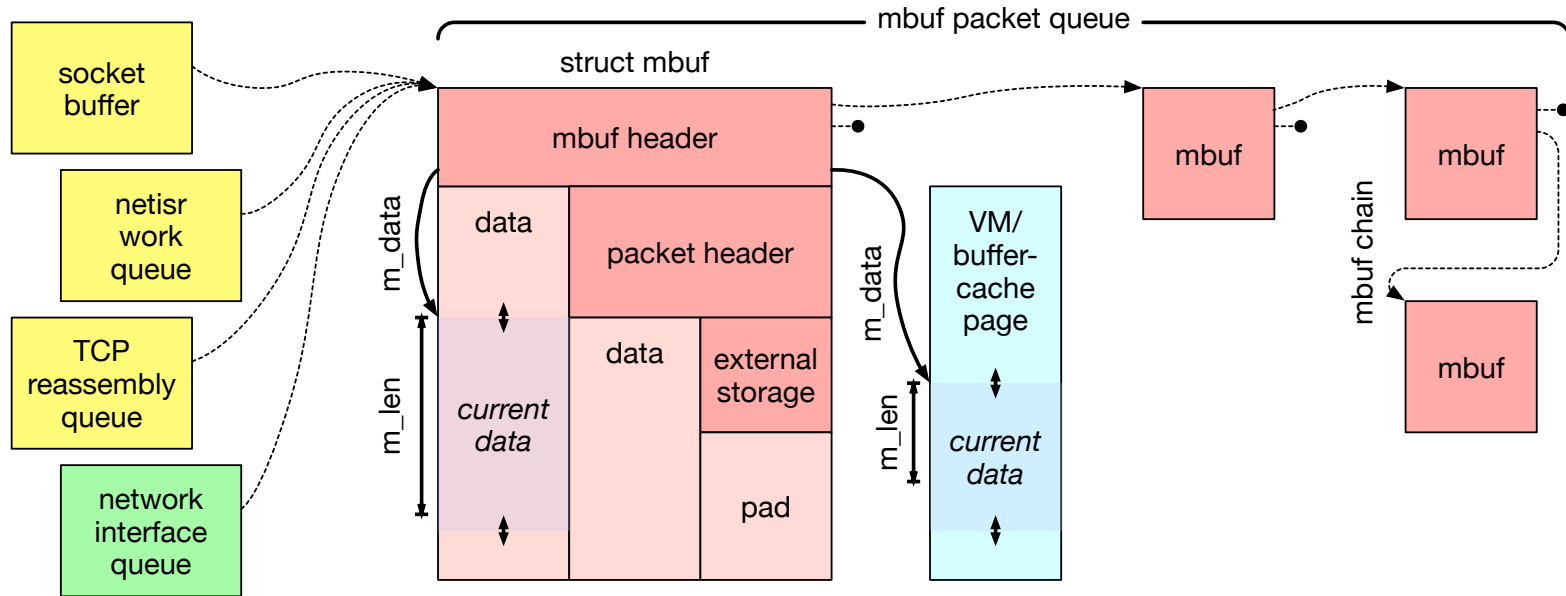 mbuf packet queue
socket
buffer
netisr
work
queue
TCP
reassembly
queue
network
interface
queue
struct mbuf
mbuf header
m_data
m_len
data
current
data
packet header
data
external
storage
pad
m_data
m_len
VM/
buffer-
cache
page
current
data
mbuf
mbuf
mbuf chain
mbuf